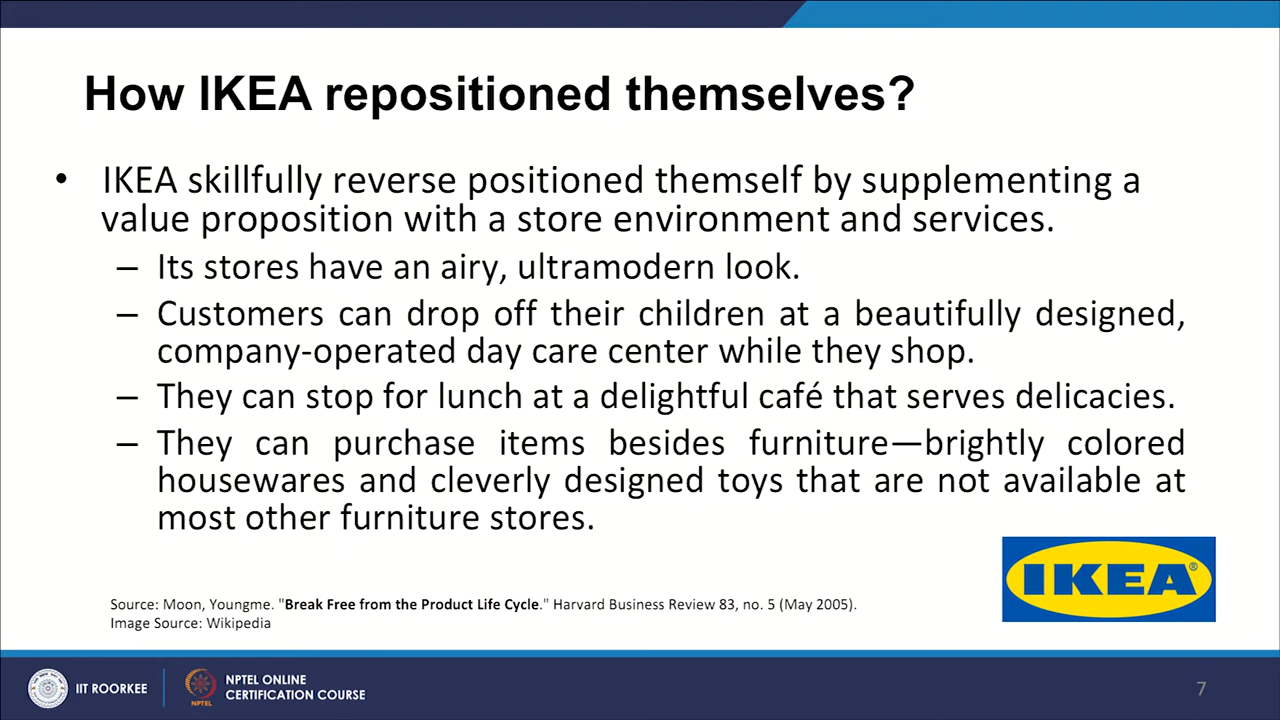 How IKEA repositioned themselves?
• IKEA skillfully reverse positioned themself by supplementing a
value proposition with a store environment and services.
– Its stores have an airy, ultramodern look.
– Customers can drop off their children at a beautifully designed,
company-operated day care center while they shop.
– They can stop for lunch at a delightful café that serves delicacies.
– They can purchase items besides furniture—brightly colored
housewares and cleverly designed toys that are not available at
most other furniture stores.
IKEA®
Source: Moon, Youngme. "Break Free from the Product Life Cycle." Harvard Business Review 83, no. 5 (May 2005).
Image Source: Wikipedia
IIT ROORKEE
NPTEL
NPTEL ONLINE
CERTIFICATION COURSE
7